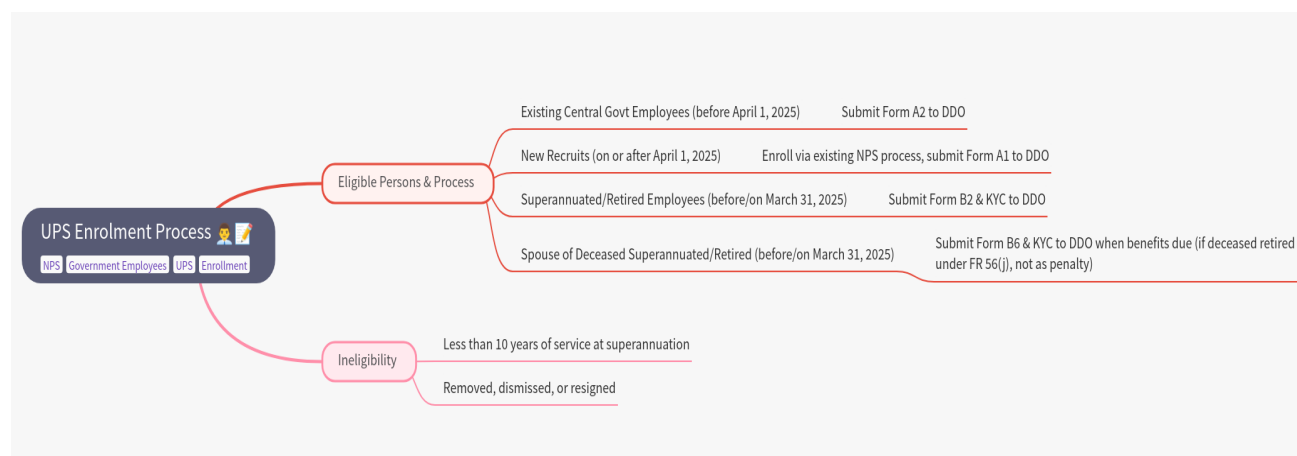 UPS Enrolment Process 👨‍💼📝
NPS Government Employees UPS Enrollment
Eligible Persons & Process
Existing Central Govt Employees (before April 1, 2025) Submit Form A2 to DDO
New Recruits (on or after April 1, 2025) Enroll via existing NPS process, submit Form A1 to DDO
Superannuated/Retired Employees (before/on March 31, 2025) Submit Form B2 & KYC to DDO
Spouse of Deceased Superannuated/Retired (before/on March 31, 2025)
Submit Form B6 & KYC to DDO when benefits due (if deceased retired
under FR 56(j), not as penalty)
Ineligibility
Less than 10 years of service at superannuation
Removed, dismissed, or resigned